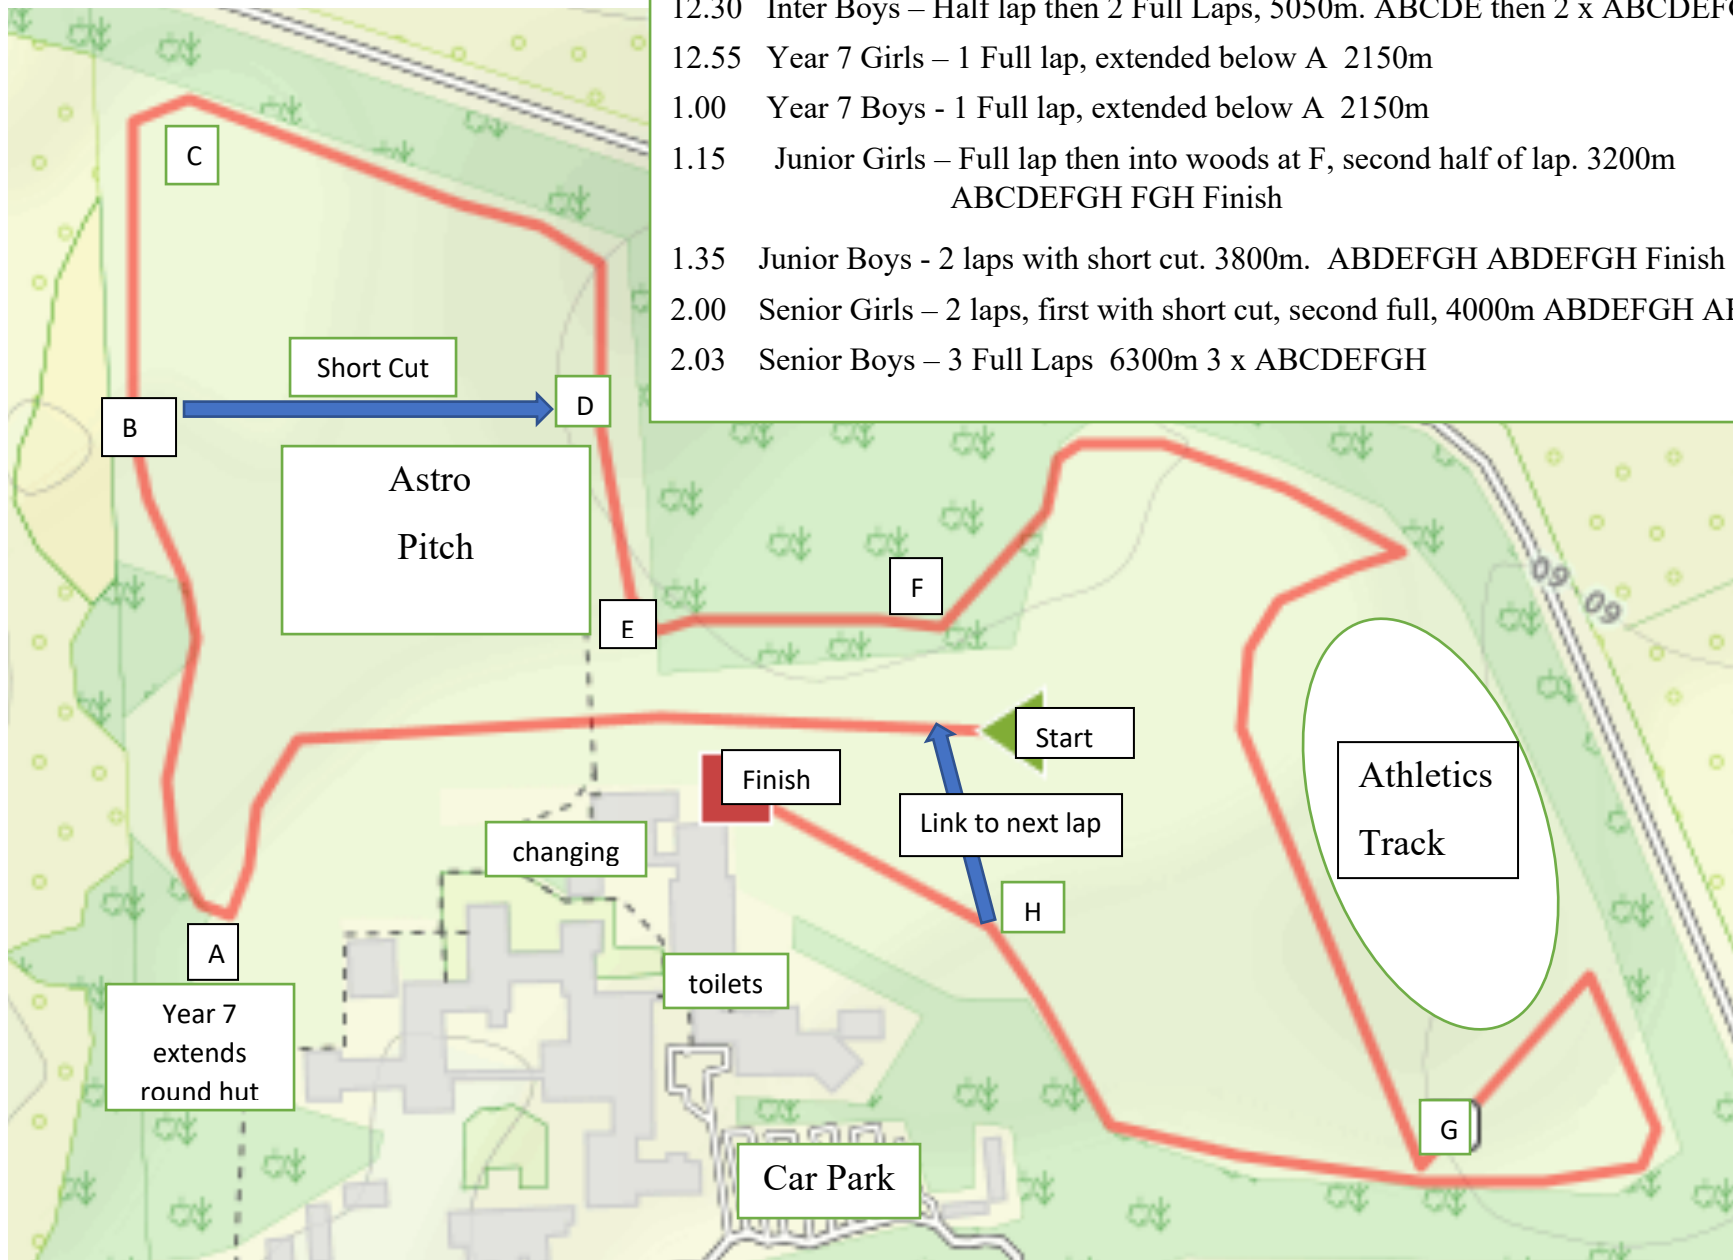 12.30 Inter Boys – Half lap then 2 Full Laps, 5050m. ABCDE then 2 x ABCDEF
12.55 Year 7 Girls – 1 Full lap, extended below A 2150m
1.00 Year 7 Boys - 1 Full lap, extended below A 2150m
1.15 Junior Girls – Full lap then into woods at F, second half of lap. 3200m
ABCDEFGH FGH Finish
1.35 Junior Boys - 2 laps with short cut. 3800m. ABDEFGH ABDEFGH Finish
2.00 Senior Girls – 2 laps, first with short cut, second full, 4000m ABDEFGH
2.03 Senior Boys – 3 Full Laps 6300m 3 x ABCDEFGH
C
Short Cut
B
D
Astro
Pitch
F
E
60
60
Start
Finish
Athletics
Track
Link to next lap
changing
H
A
toilets
Year 7
extends
round hut
G
Car Park